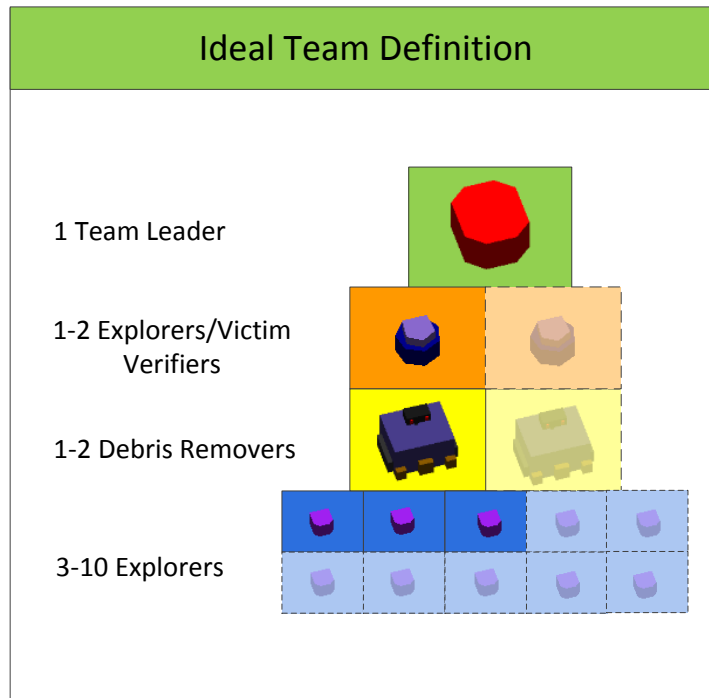 Ideal Team Definition
1 Team Leader
1-2 Explorers/Victim
Verifiers
1-2 Debris Removers
3-10 Explorers